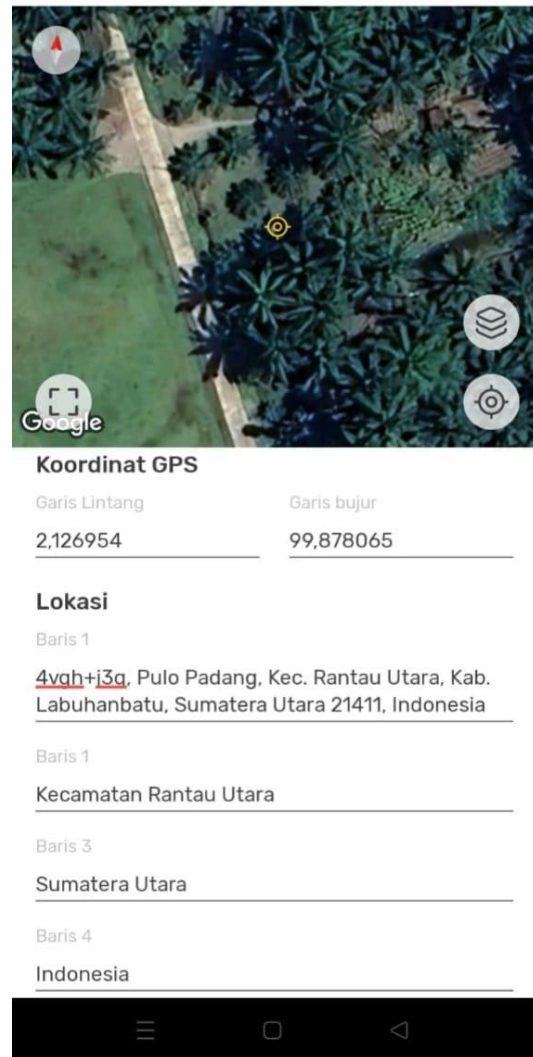 Google
Koordinat GPS
Garis Lintang
Garis bujur
2,126954
99,878065
Lokasi
Baris 1
4vgh+j3q, Pulo Padang, Kec. Rantau Utara, Kab.
Labuhanbatu, Sumatera Utara 21411, Indonesia
Baris 1
Kecamatan Rantau Utara
Baris 3
Sumatera Utara
Baris 4
Indonesia